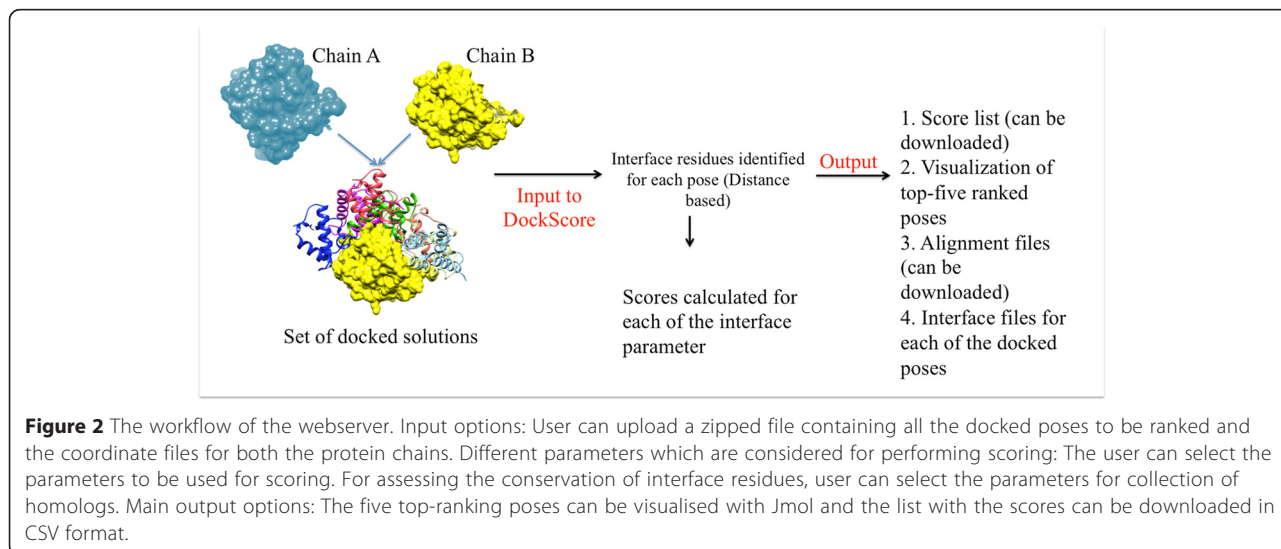 Chain A
Chain B
Set of docked solutions
Input to
DockScore
Interface residues identified
for each pose (Distance
based)
Scores calculated for
each of the interface
parameter
Output
1. Score list (can be
downloaded)
2. Visualization of
top-five ranked
poses
3. Alignment files
(can be
downloaded)
4. Interface files for
each of the docked
poses
Figure 2 The workflow of the webserver. Input options: User can upload a zipped file containing all the docked poses to be ranked and
the coordinate files for both the protein chains. Different parameters which are considered for performing scoring: The user can select the
parameters to be used for scoring. For assessing the conservation of interface residues, user can select the parameters for collection of
homologs. Main output options: The five top-ranking poses can be visualised with Jmol and the list with the scores can be downloaded in
CSV format.